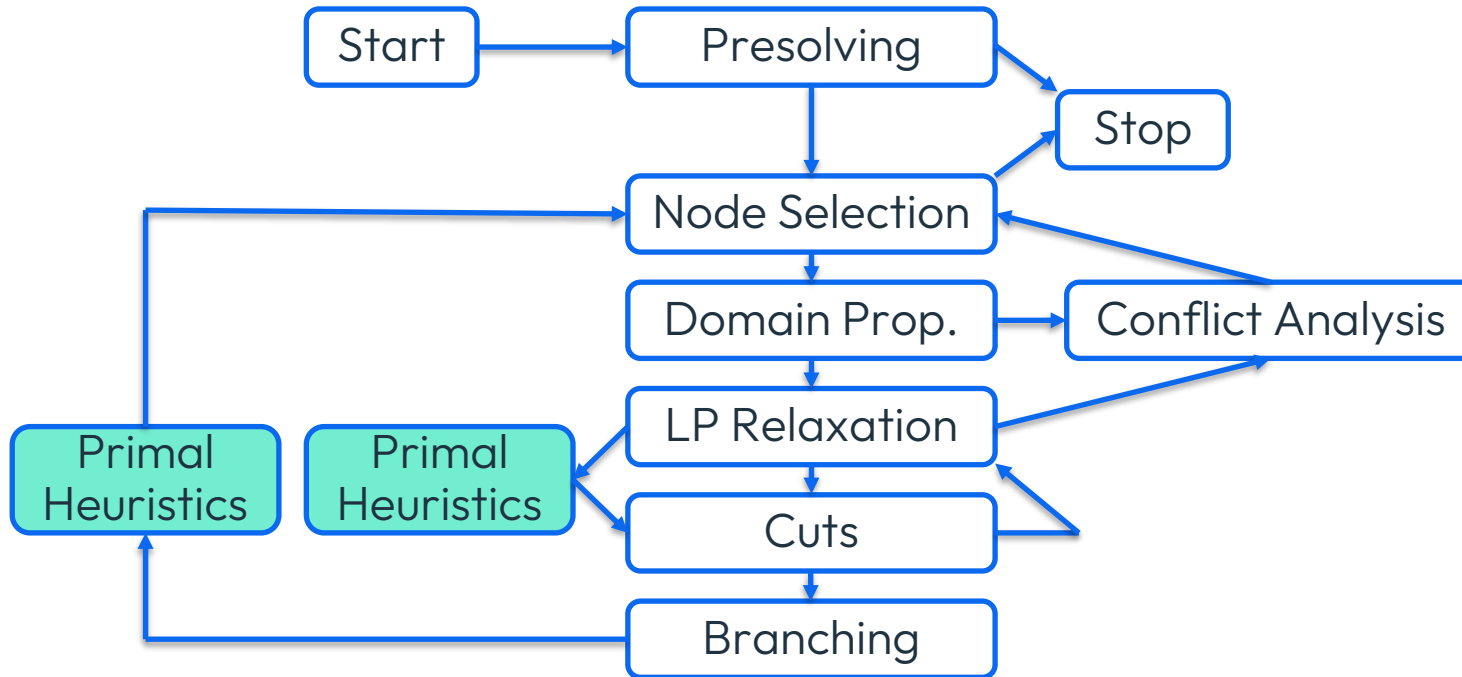 Start
Presolving
Stop
Node Selection
Domain Prop.
Conflict Analysis
LP Relaxation
Primal
Heuristics
Primal
Heuristics
Cuts
Branching